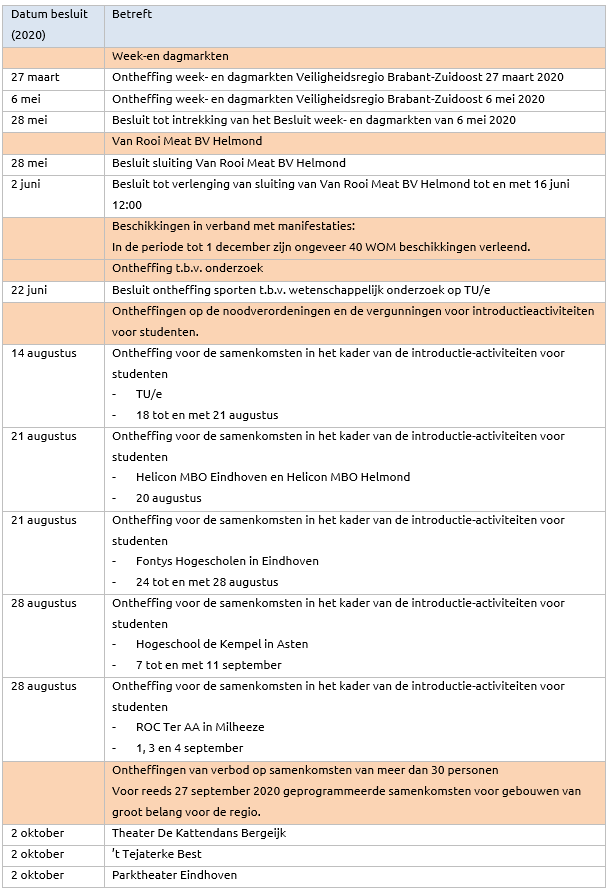 Datum besluit (2020) Betreft
Week-en dagmarkten
27 maart Ontheffing week- en dagmarkten Veiligheidsregio Brabant-Zuidoost 27 maart 2020
6 mei Ontheffing week- en dagmarkten Veiligheidsregio Brabant-Zuidoost 6 mei 2020
28 mei Besluit tot intrekking van het Besluit week- en dagmarkten van 6 mei 2020
Van Rooi Meat BV Helmond
28 mei Besluit sluiting Van Rooi Meat BV Helmond
2 juni Besluit tot verlenging van sluiting van Van Rooi Meat BV Helmond tot en met 16 juni
12:00
Beschikkingen in verband met manifestaties:
In de periode tot 1 december zijn ongeveer 40 WOM beschikkingen verleend.
Ontheffing t.b.v. onderzoek
22 juni Besluit ontheffing sporten t.b.v. wetenschappelijk onderzoek op TU/e
Ontheffingen op de noodverordeningen en de vergunningen voor introductieactiviteiten
voor studenten.
14 augustus Ontheffing voor de samenkomsten in het kader van de introductie-activiteiten voor
studenten
- TU/e
- 18 tot en met 21 augustus
21 augustus Ontheffing voor de samenkomsten in het kader van de introductie-activiteiten voor
studenten
- Helicon MBO Eindhoven en Helicon MBO Helmond
- 20 augustus
21 augustus Ontheffing voor de samenkomsten in het kader van de introductie-activiteiten voor
studenten
- Fontys Hogescholen in Eindhoven
- 24 tot en met 28 augustus
28 augustus Ontheffing voor de samenkomsten in het kader van de introductie-activiteiten voor
studenten
- Hogeschool de Kempel in Asten
- 7 tot en met 11 september
28 augustus Ontheffing voor de samenkomsten in het kader van de introductie-activiteiten voor
studenten
- ROC Ter AA in Milheeze
- 1, 3 en 4 september
Ontheffingen van verbod op samenkomsten van meer dan 30 personen
Voor reeds 27 september 2020 geprogrammeerde samenkomsten voor gebouwen van
groot belang voor de regio.
2 oktober Theater De Kattendans Bergeijk
2 oktober 't Tejaterke Best
2 oktober Parktheater Eindhoven